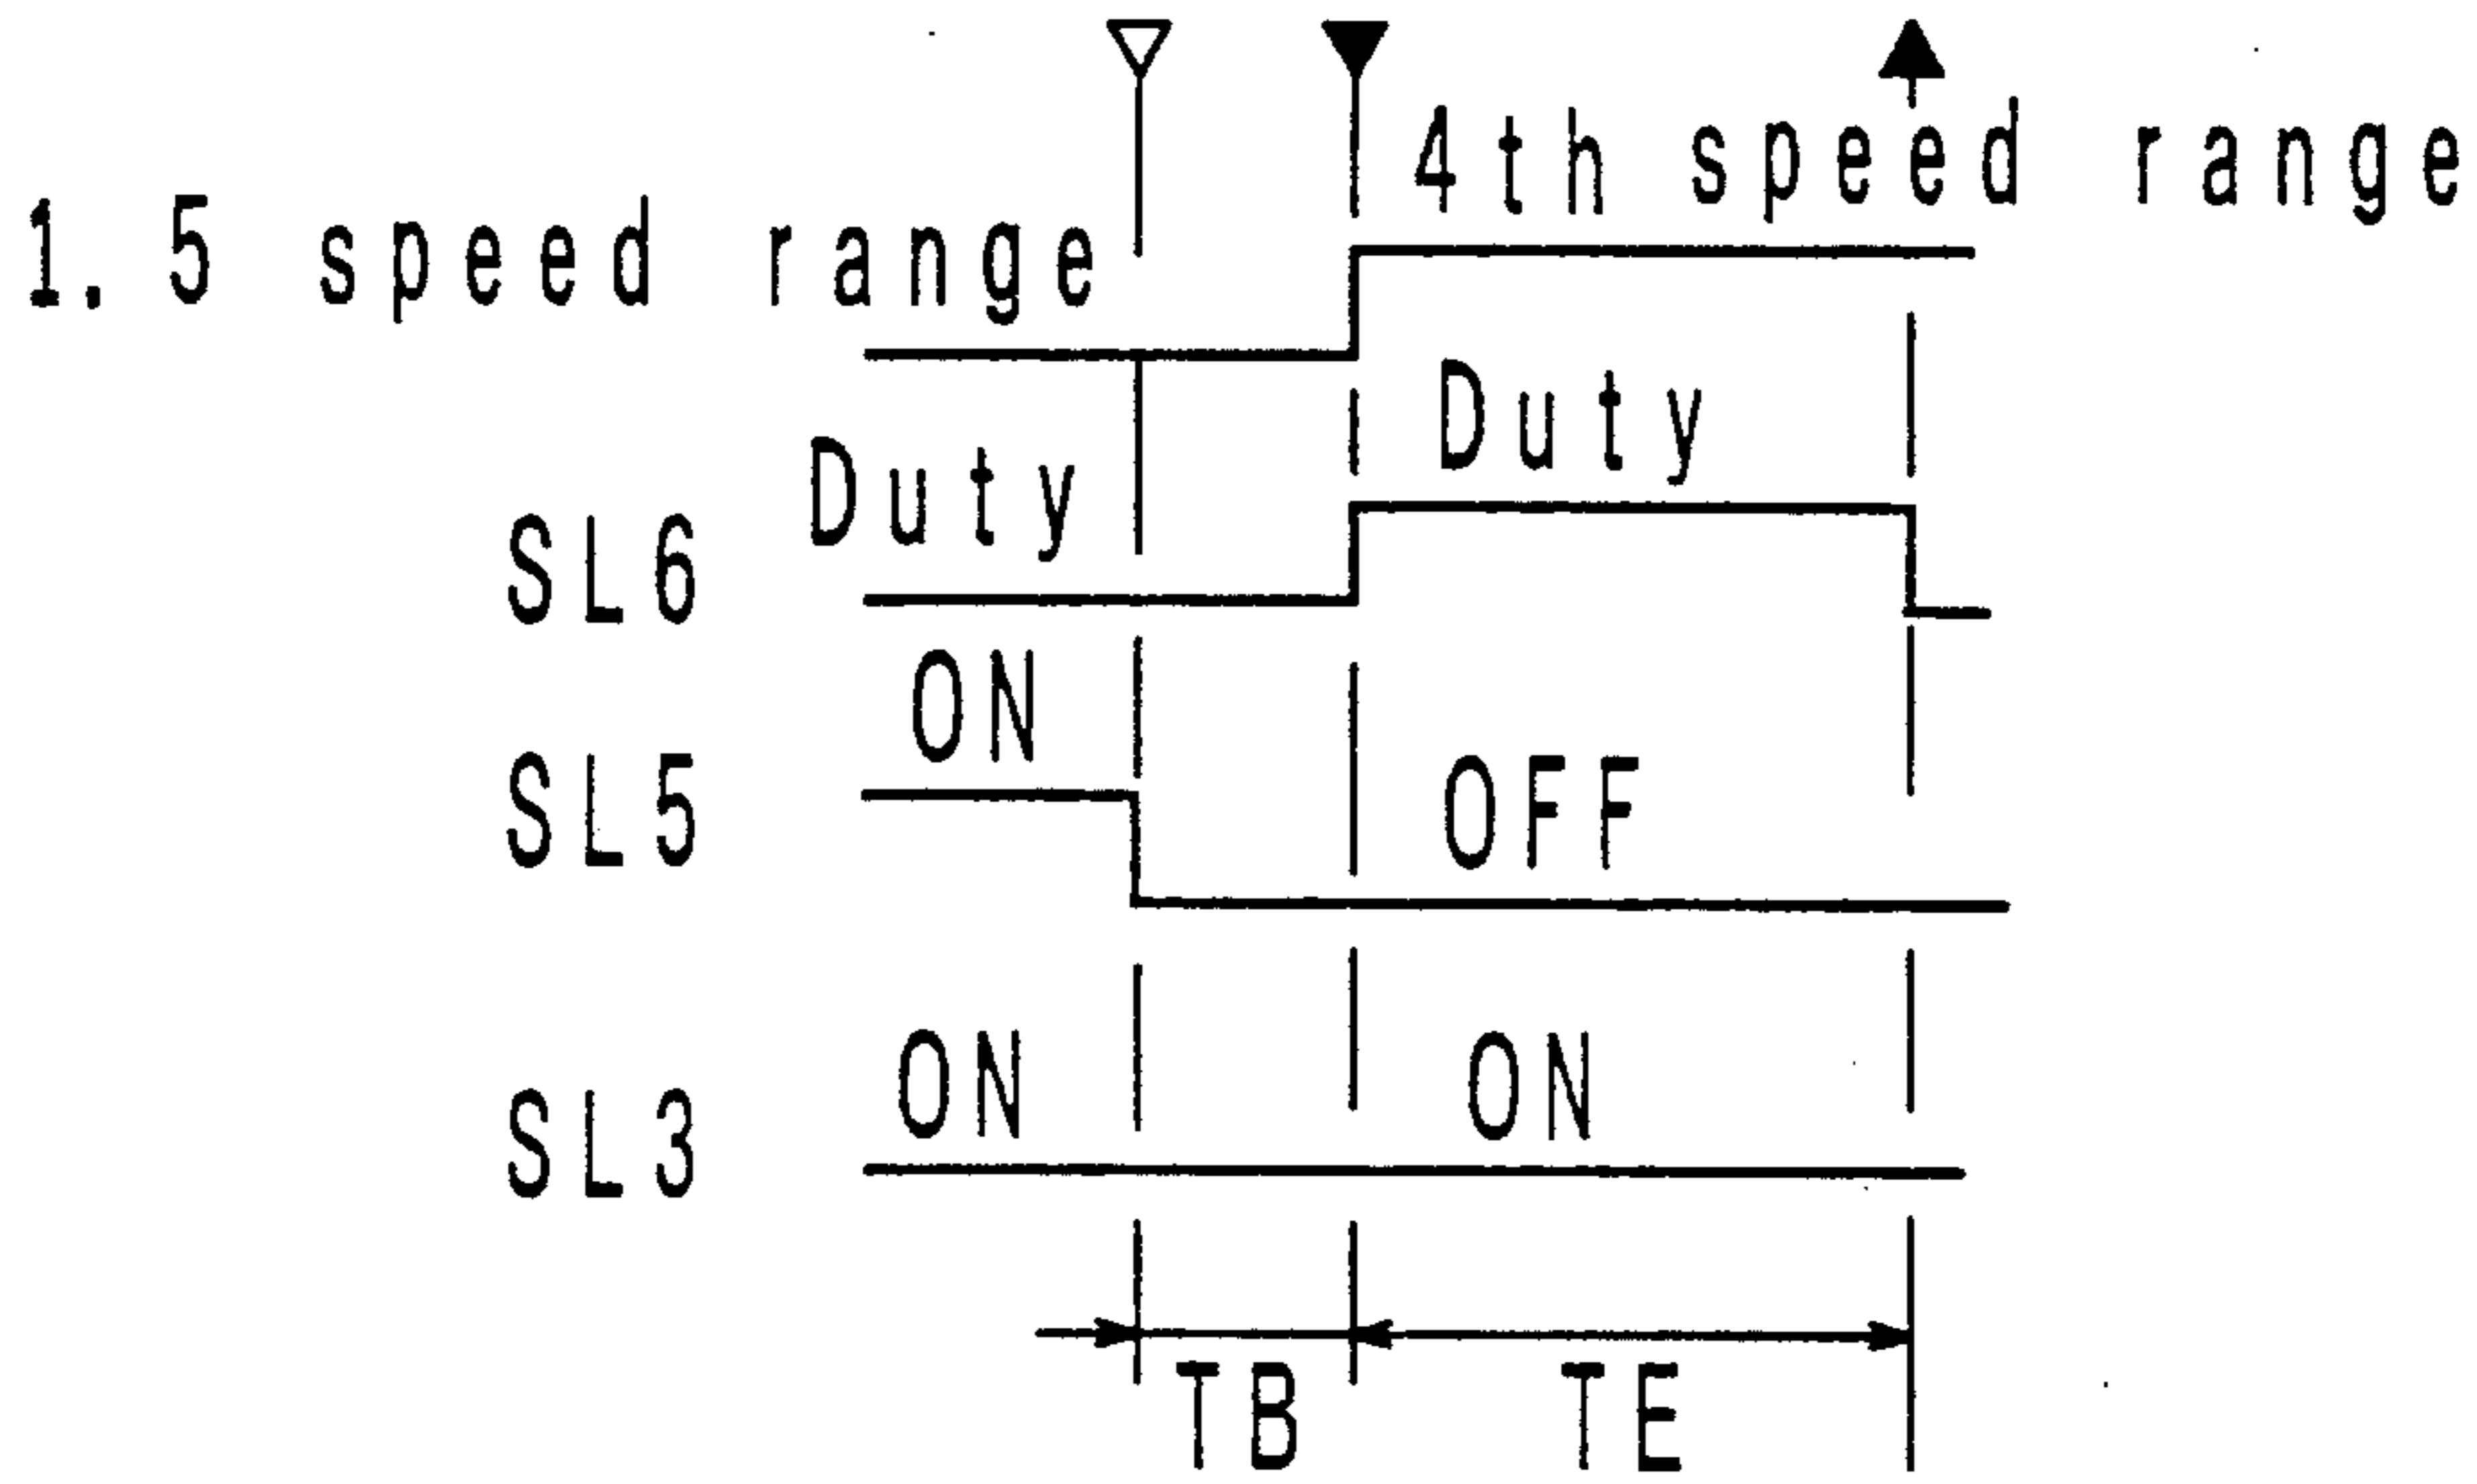 4th speed range
1.5 speed range
Duty
SL6 Duty
ON
SL5 OFF
ON ON
SL3
TB TE